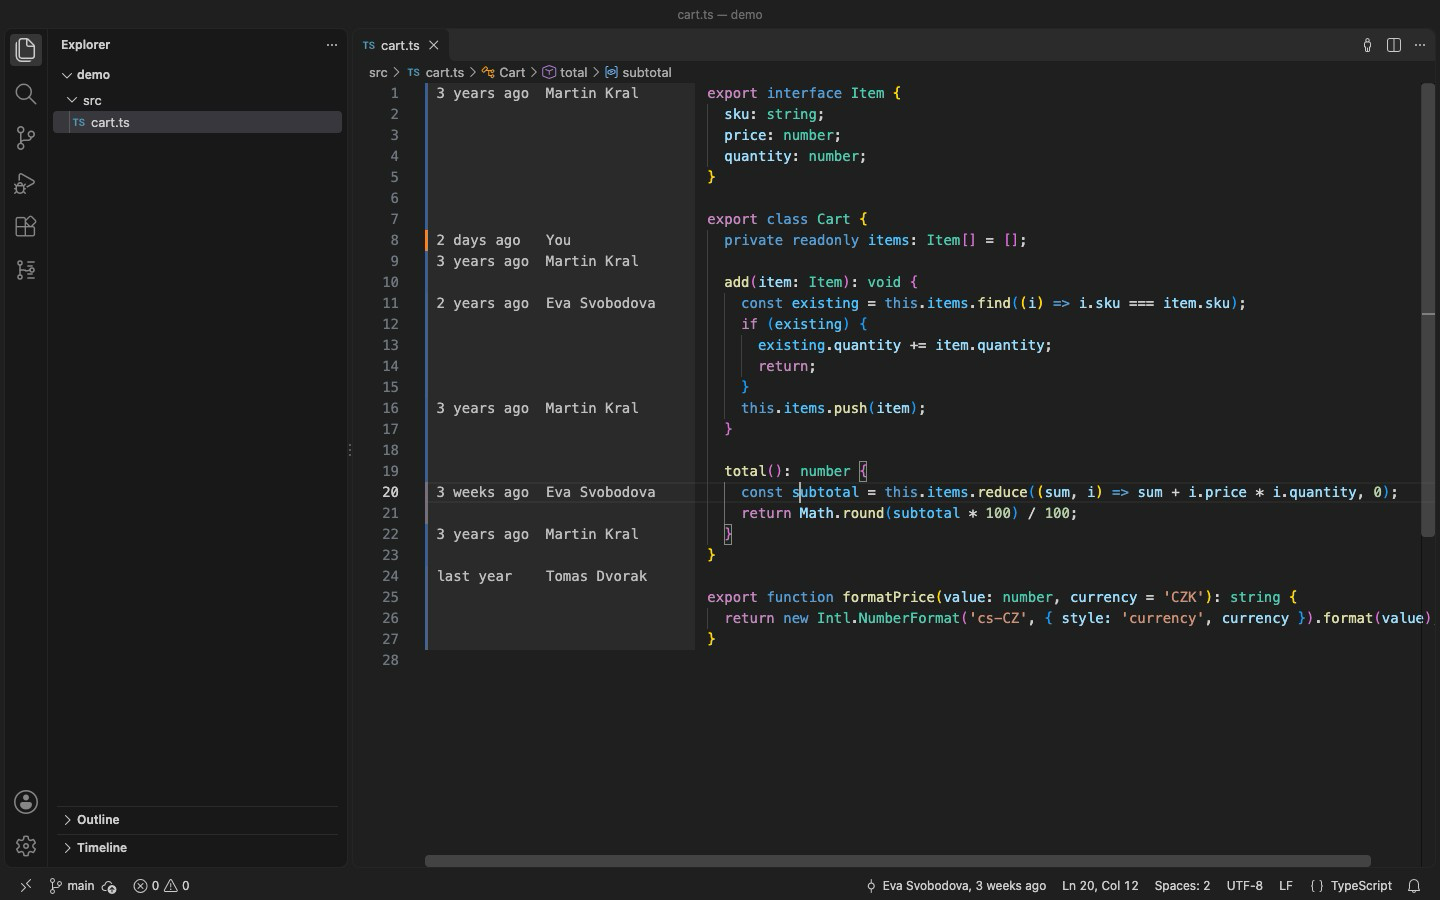 cart.ts — demo
Explorer
demo
src
TS cart.ts
Outline
Timeline
TS cart.ts
src > TS cart.ts > Cart > total > subtotal
1 3 years ago Martin Kral export interface Item {
2 sku: string;
3 price: number;
4 quantity: number;
5 }
6
7 export class Cart {
8 2 days ago You private readonly items: Item[] = [];
9 3 years ago Martin Kral
10 add(item: Item): void {
11 2 years ago Eva Svobodova const existing = this.items.find((i) => i.sku === item.sku);
12 if (existing) {
13 existing.quantity += item.quantity;
14 return;
15 }
16 3 years ago Martin Kral this.items.push(item);
17 }
18
19 total(): number {
20 3 weeks ago Eva Svobodova const subtotal = this.items.reduce((sum, i) => sum + i.price * i.quantity, 0);
21 return Math.round(subtotal * 100) / 100;
22 3 years ago Martin Kral }
23 }
24 last year Tomas Dvorak
25 export function formatPrice(value: number, currency = 'CZK'): string {
26 return new Intl.NumberFormat('cs-CZ', { style: 'currency', currency }).format(value)
27 }
28
main 0 0 Eva Svobodova, 3 weeks ago Ln 20, Col 12 Spaces: 2 UTF-8 LF { } TypeScript